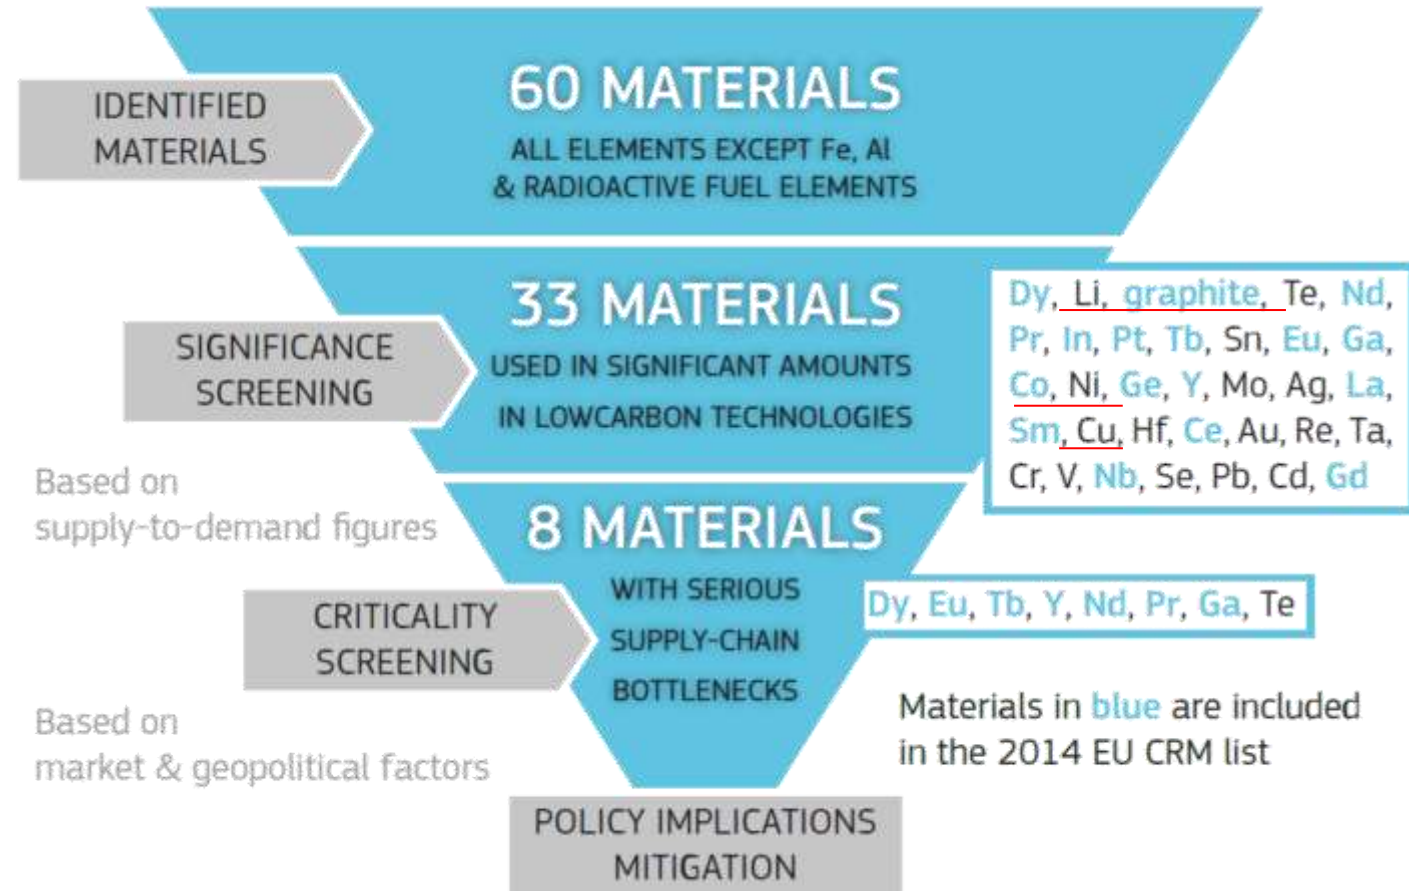 60 MATERIALS
IDENTIFIED
MATERIALS
ALL ELEMENTS EXCEPT Fe, Al
& RADIOACTIVE FUEL ELEMENTS
33 MATERIALS
SIGNIFICANCE
SCREENING
USED IN SIGNIFICANT AMOUNTS
IN LOWCARBON TECHNOLOGIES
Dy, Li, graphite, Te, Nd,
Pr, In, Pt, Tb, Sn, Eu, Ga,
Co, Ni, Ge, Y, Mo, Ag, La,
Sm, Cu, Hf, Ce, Au, Re, Ta,
Cr, V, Nb, Se, Pb, Cd, Gd
Based on
supply-to-demand figures
8 MATERIALS
CRITICALITY
SCREENING
WITH SERIOUS
SUPPLY-CHAIN
BOTTLENECKS
Dy, Eu, Tb, Y, Nd, Pr, Ga, Te
Materials in blue are included
in the 2014 EU CRM list
Based on
market & geopolitical factors
POLICY IMPLICATIONS
MITIGATION